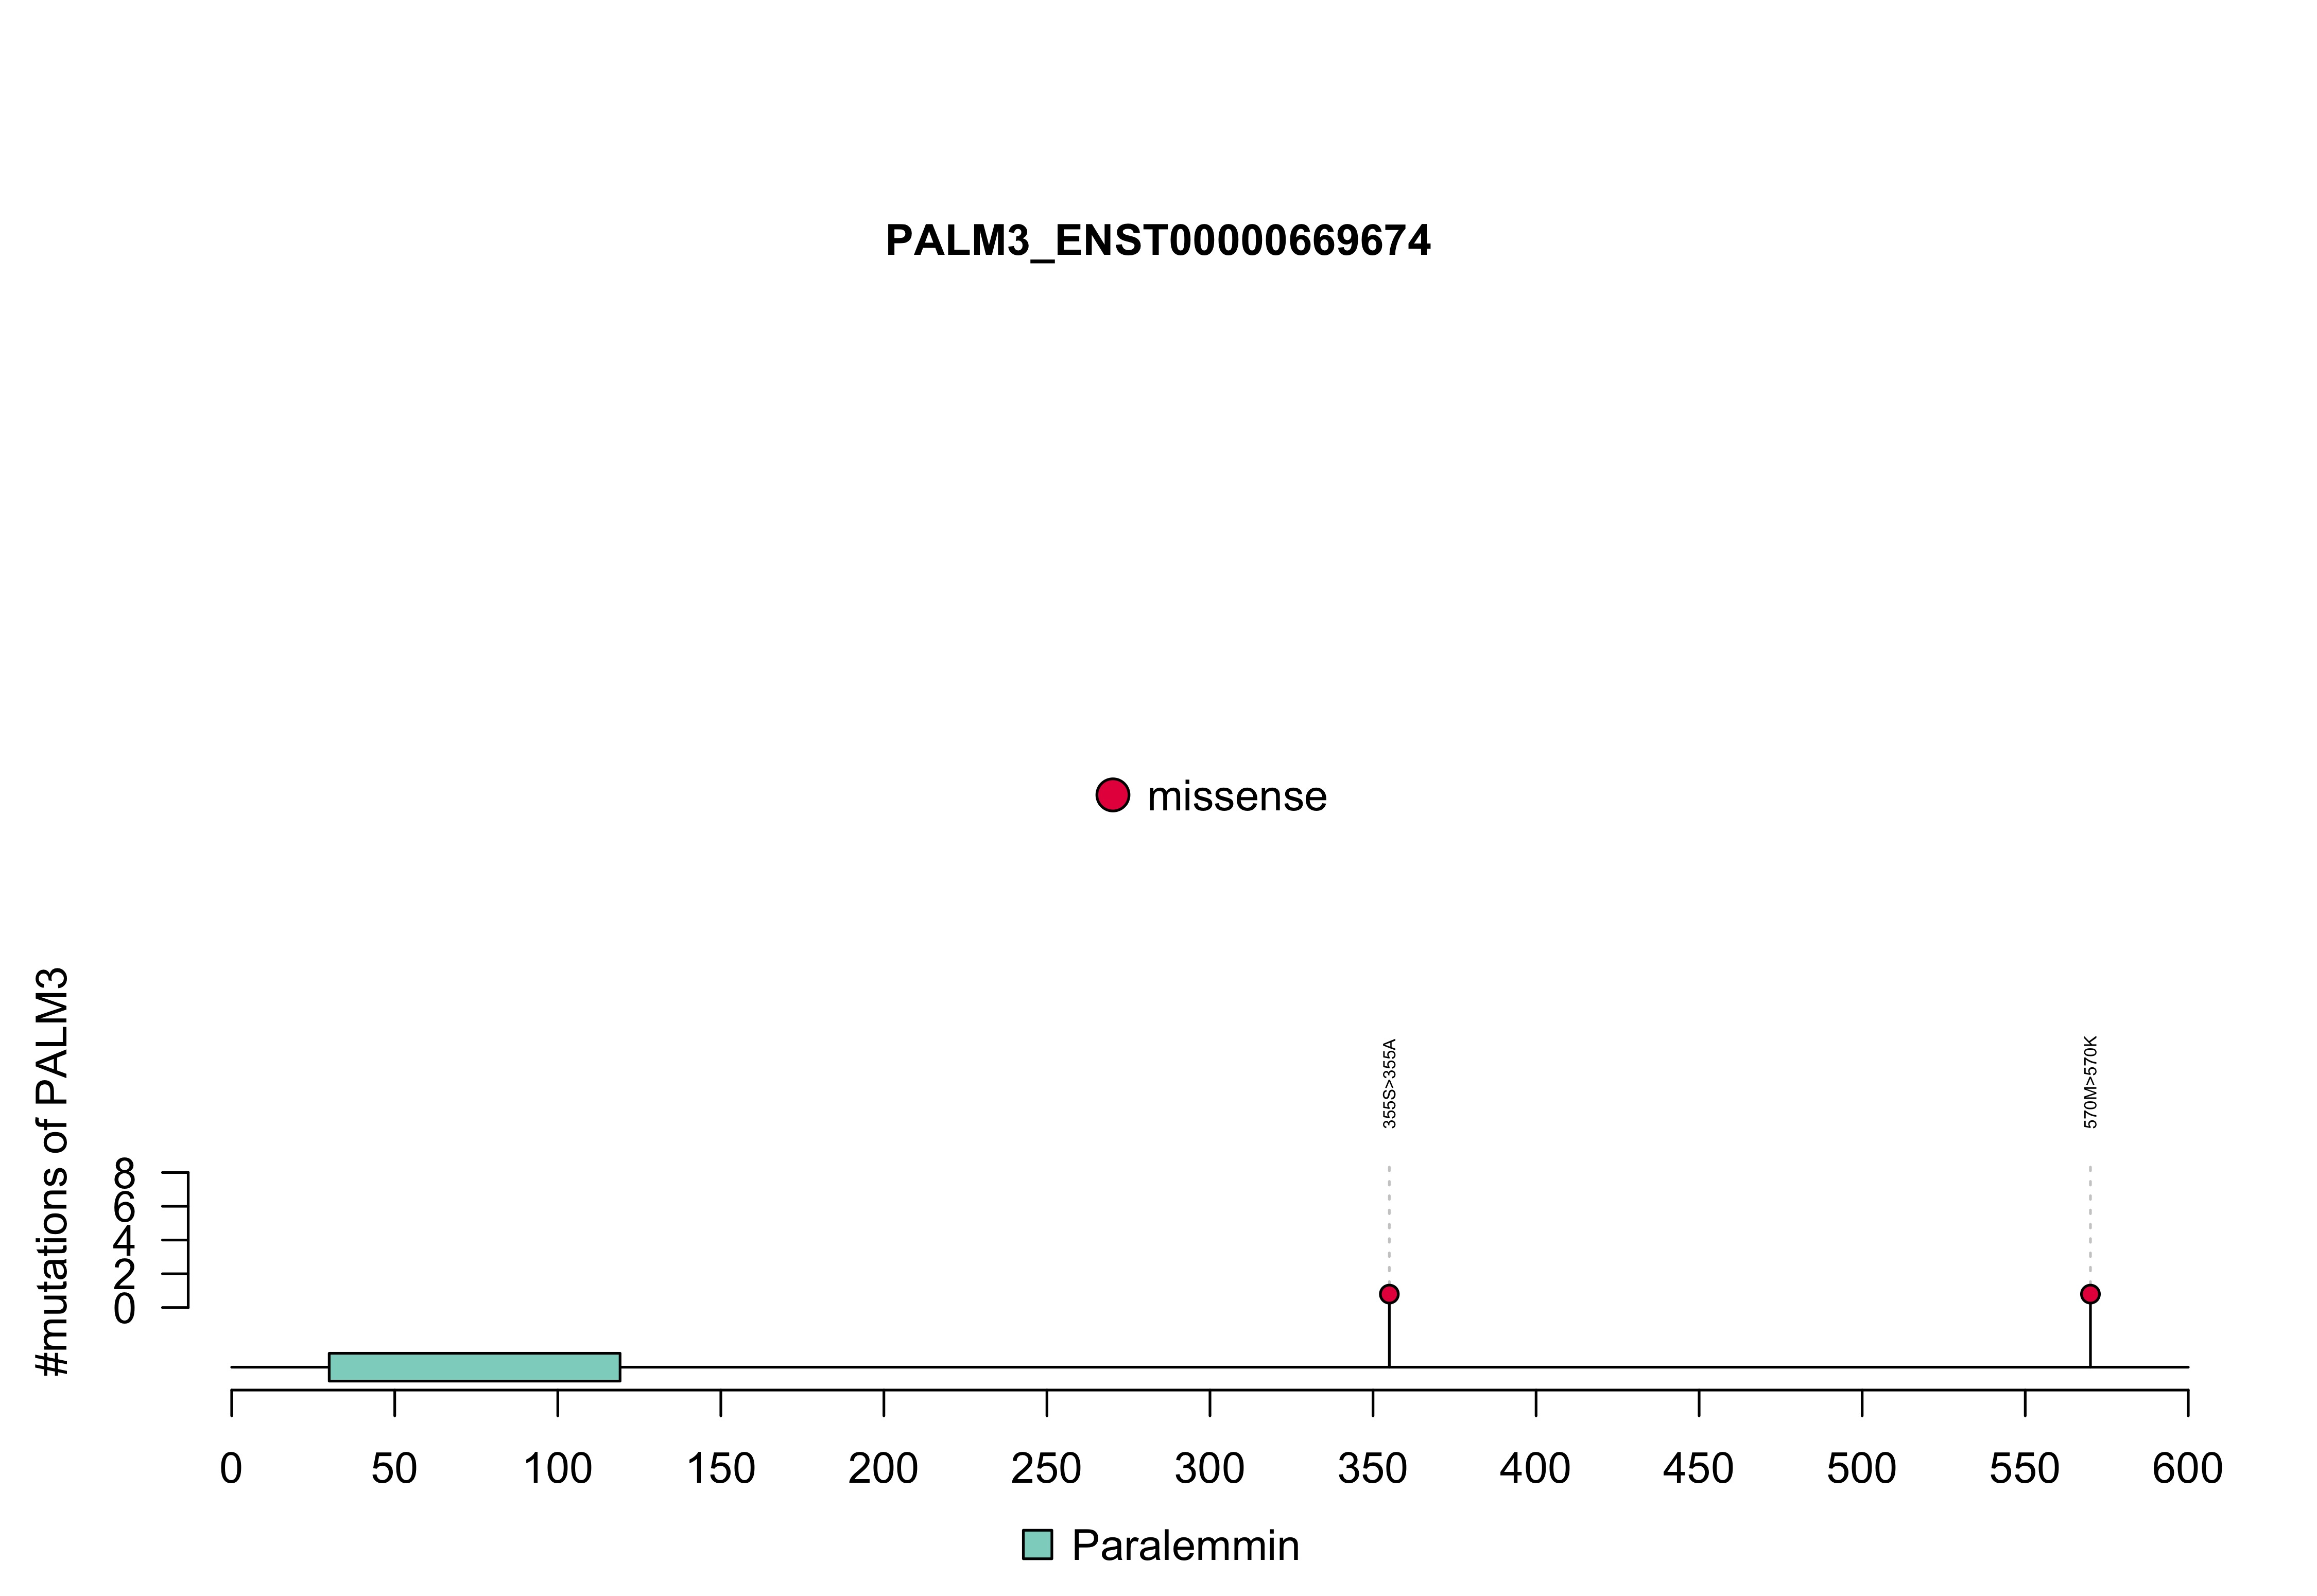 PALM3_ENST00000669674
missense
#mutations of PALM3
355S>355A
570M>570K
8
6
4
2
0
0 50 100 150 200 250 300 350 400 450 500 550 600
Paralemmin